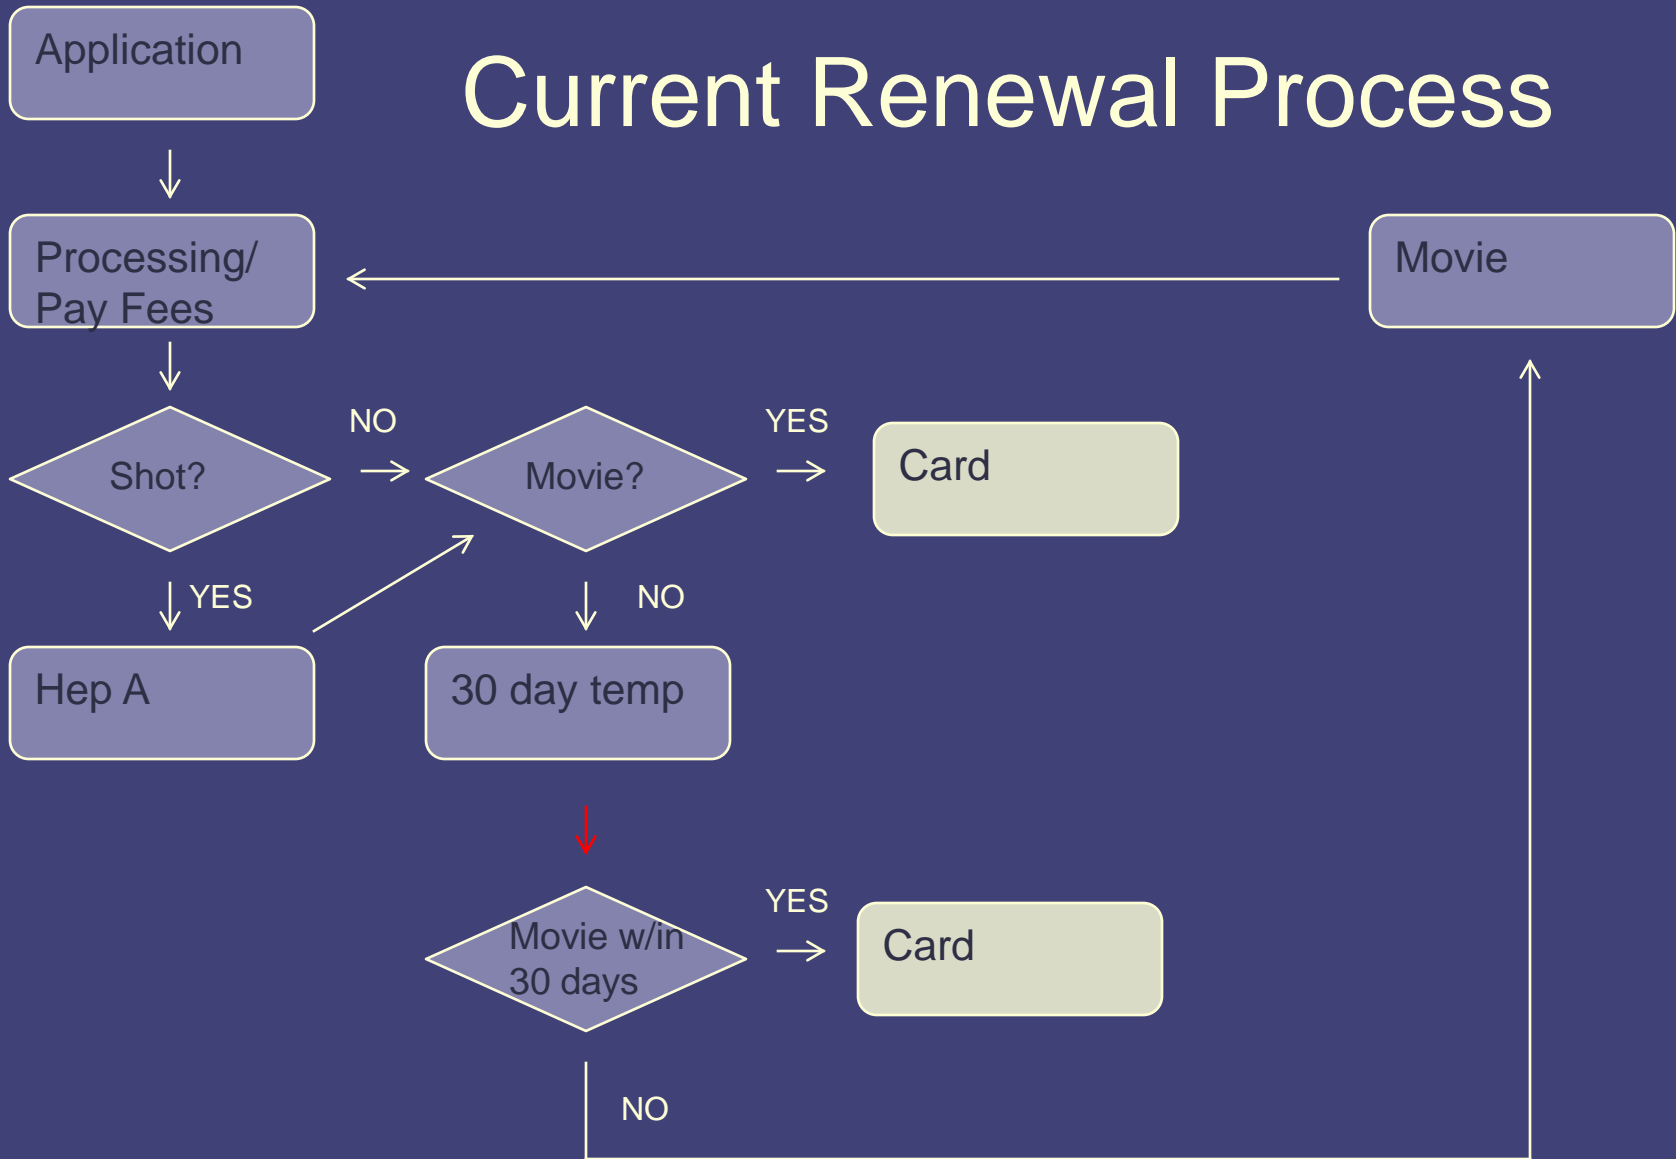 Application
Current Renewal Process
Processing/
Pay Fees
Movie
NO
YES
Shot?
Movie?
Card
YES
NO
Hep A
30 day temp
YES
Movie w/in
30 days
Card
NO